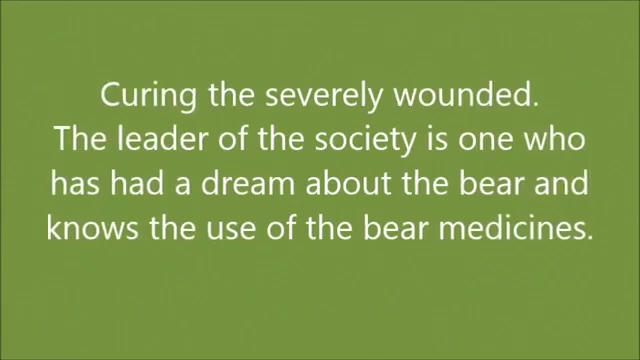 Curing the severely wounded.
The leader of the society is one who
has had a dream about the bear and
knows the use of the bear medicines.